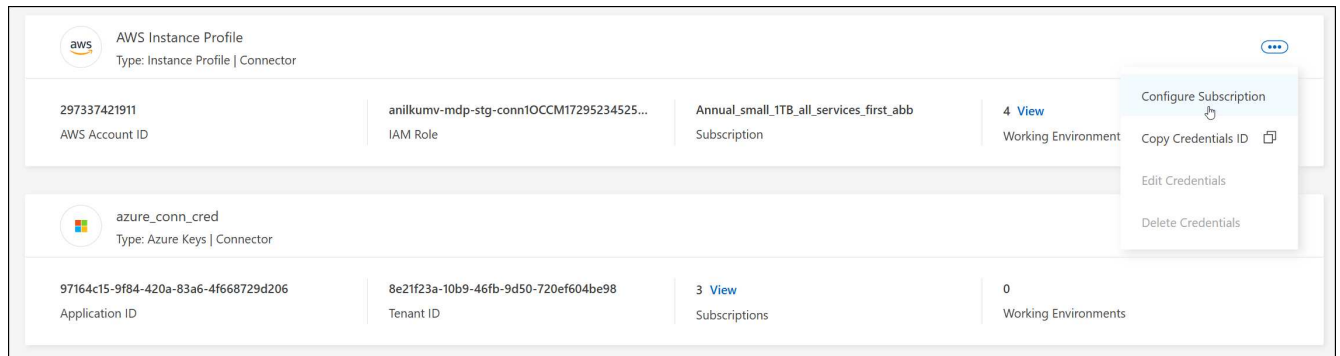 aws
AWS Instance Profile
Type: Instance Profile | Connector
297337421911
AWS Account ID
anilkumv-mdp-stg-conn1OCCM17295234525...
IAM Role
Annual_small_1TB_all_services_first_abb
Subscription
4 View
Working Environment
Configure Subscription
Copy Credentials ID
Edit Credentials
Delete Credentials
azure_conn_cred
Type: Azure Keys | Connector
97164c15-9f84-420a-83a6-4f668729d206
Application ID
8e21f23a-10b9-46fb-9d50-720ef604be98
Tenant ID
3 View
Subscriptions
0
Working Environments